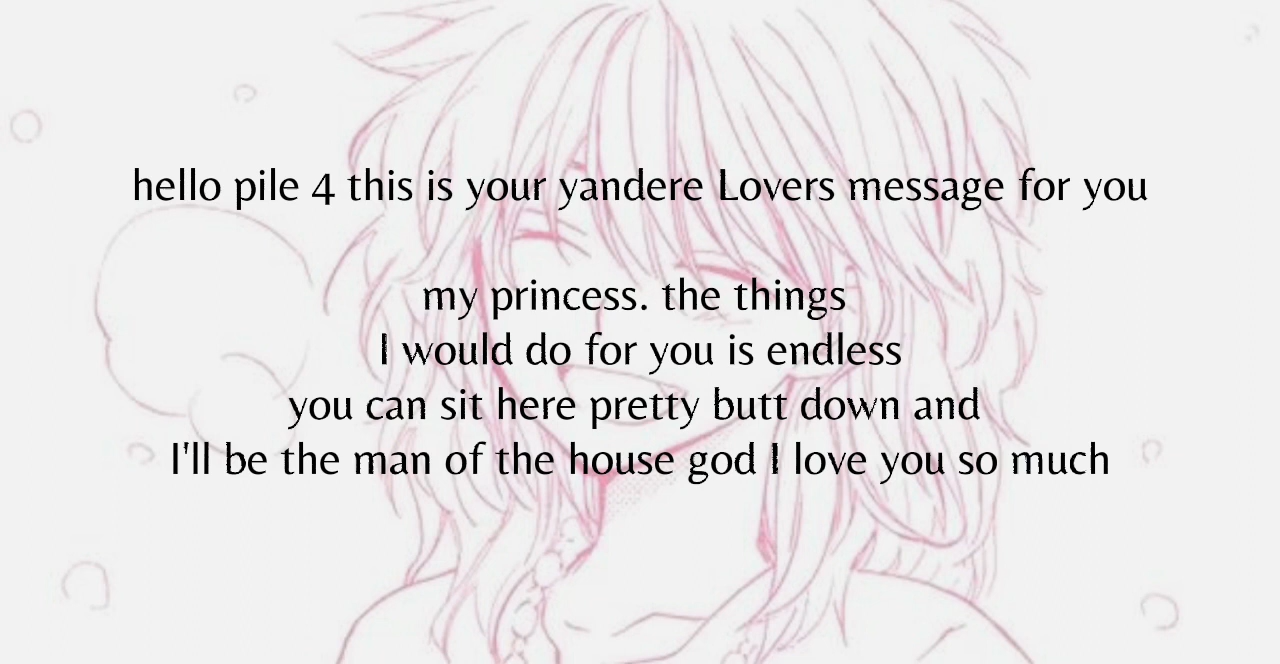 hello pile 4 this is your yandere Lovers message for you
my princess. the things
I would do for you is endless
you can sit here pretty butt down and
I'll be the man of the house god I love you so much